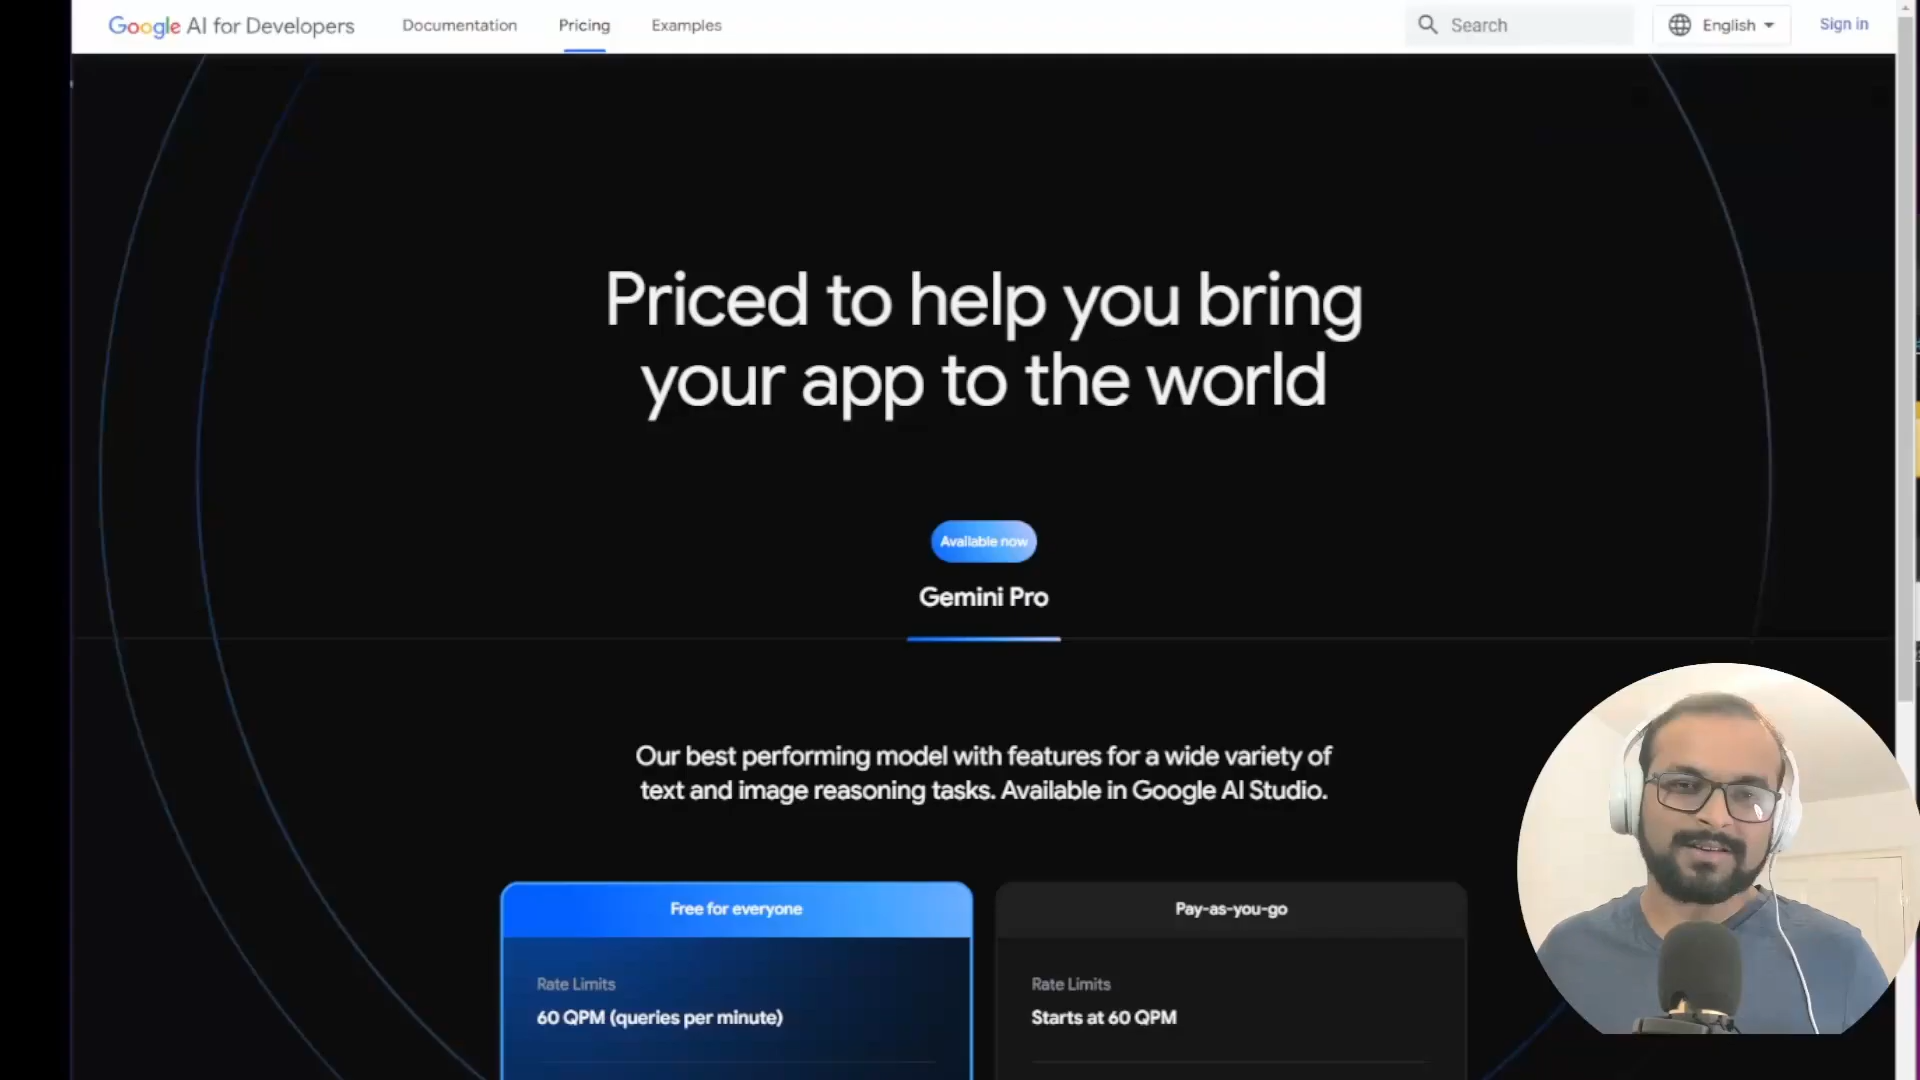 Google AI for Developers
Documentation
Pricing
Examples
Search
English
Sign in
Priced to help you bring
your app to the world
Available now
Gemini Pro
Our best performing model with features for a wide variety of
text and image reasoning tasks. Available in Google AI Studio.
Free for everyone
Rate Limits
60 QPM (queries per minute)
Pay-as-you-go
Rate Limits
Starts at 60 QPM